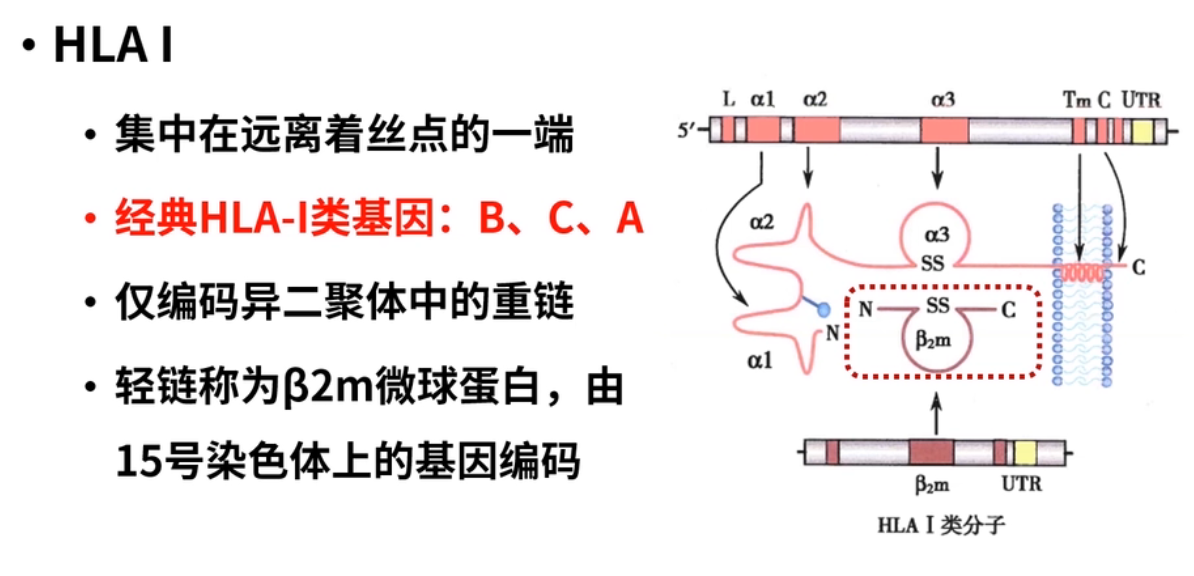 • HLA I
• 集中在远离着丝点的一端
• 经典HLA-I类基因：B、C、A
• 仅编码异二聚体中的重链
• 轻链称为β2m微球蛋白，由
15号染色体上的基因编码
L α1 α2 α3 Tm C UTR
5′
α2
α3
SS
C
N SS C
β₂m
N
α1
β₂m UTR
HLA Ⅰ 类分子